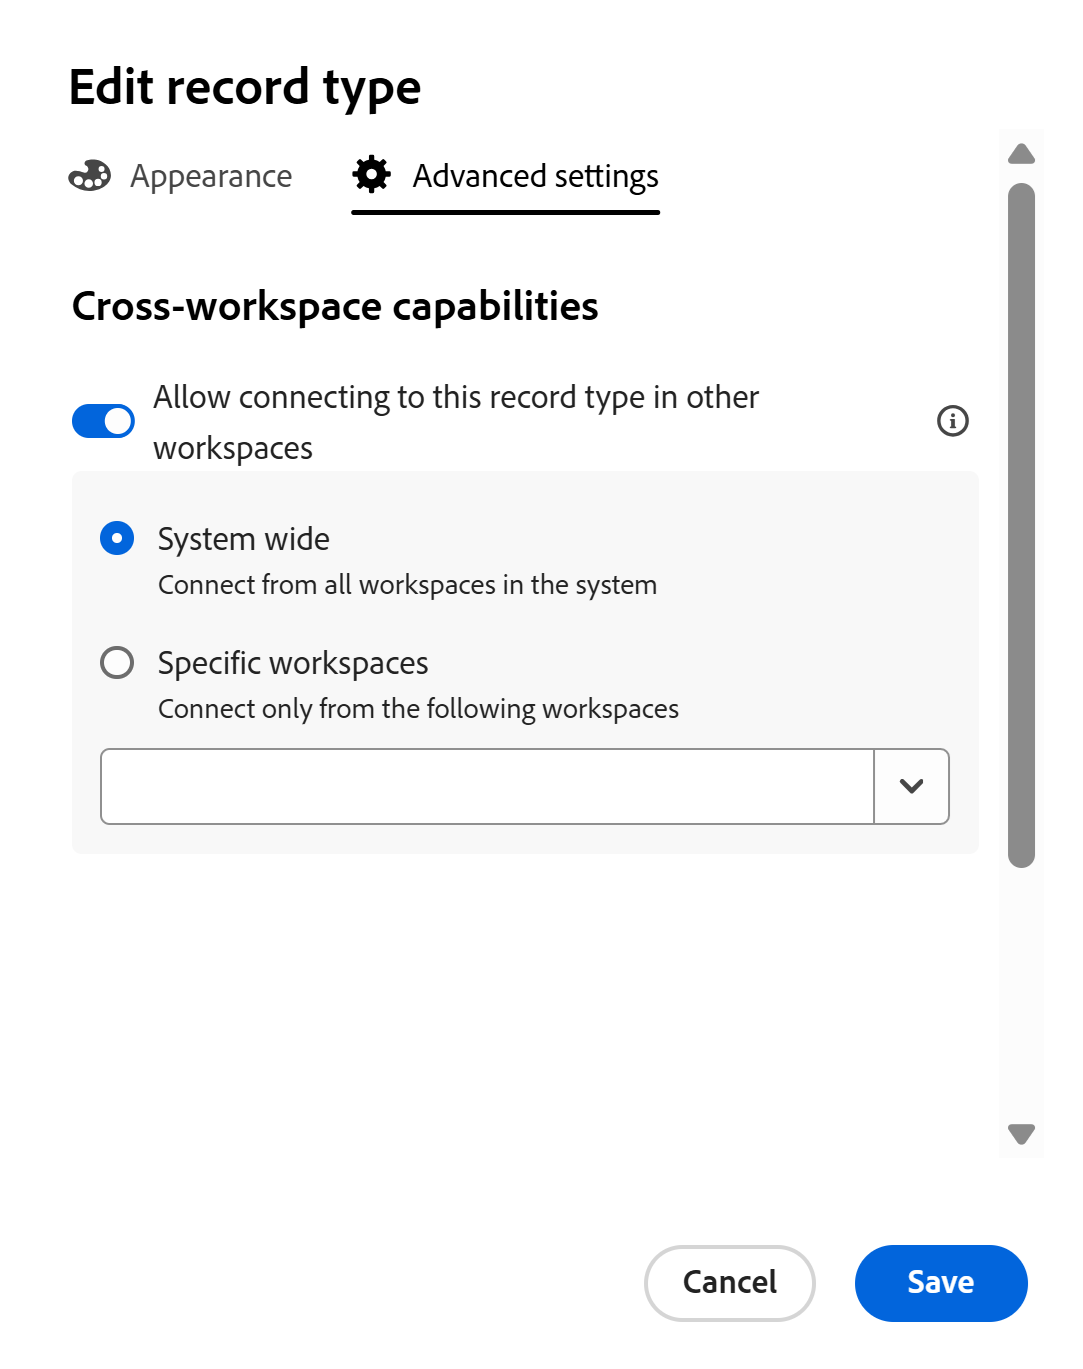 Edit record type
Appearance
Advanced settings
Cross-workspace capabilities
Allow connecting to this record type in other
workspaces
System wide
Connect from all workspaces in the system
Specific workspaces
Connect only from the following workspaces
Cancel
Save